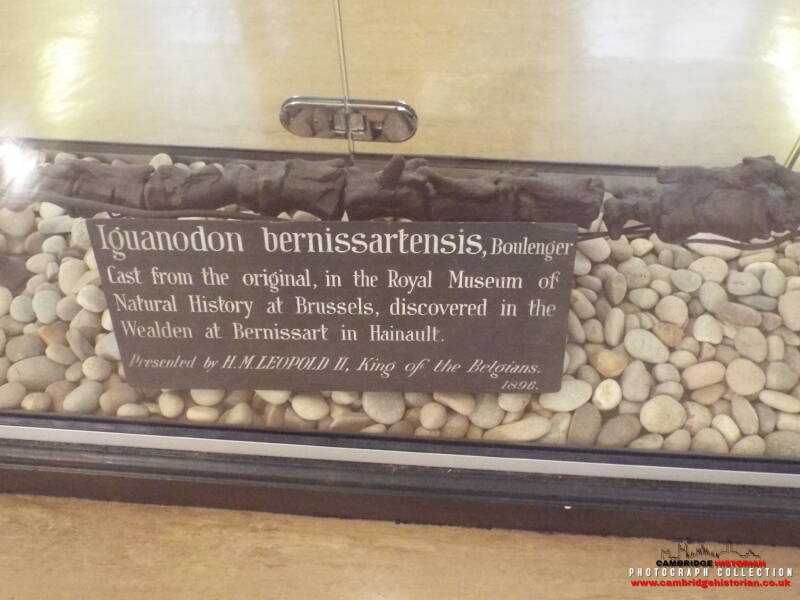 Iguanodon bernissartensis, Boulenger
Cast from the original, in the Royal Museum of
Natural History at Brussels, discovered in the
Wealden at Bernissart in Hainault.
Presented by H.M. LEOPOLD II, King of the Belgians.
1896.
CAMBRIDGEHISTORIAN
PHOTOGRAPH COLLECTION
www.cambridgehistorian.co.uk